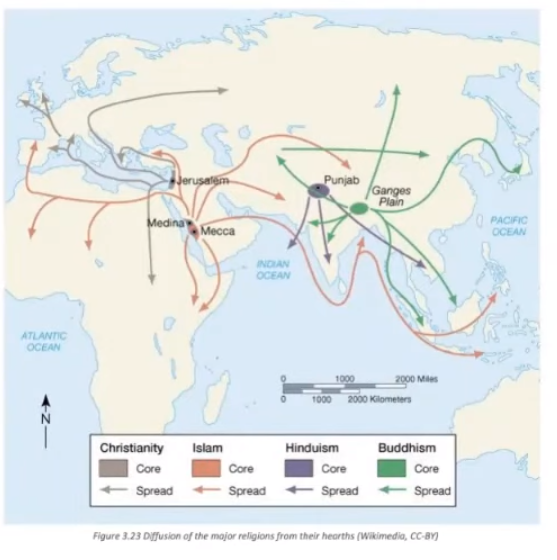 Jerusalem
Punjab
Ganges
Plain
Medina
Mecca
PACIFIC
OCEAN
INDIAN
OCEAN
ATLANTIC
OCEAN
0 1000 2000 Miles
0 1000 2000 Kilometers
N
Christianity Islam Hinduism Buddhism
Core Core Core Core
Spread Spread Spread Spread
Figure 3.23 Diffusion of the major religions from their hearths (Wikimedia, CC-BY)